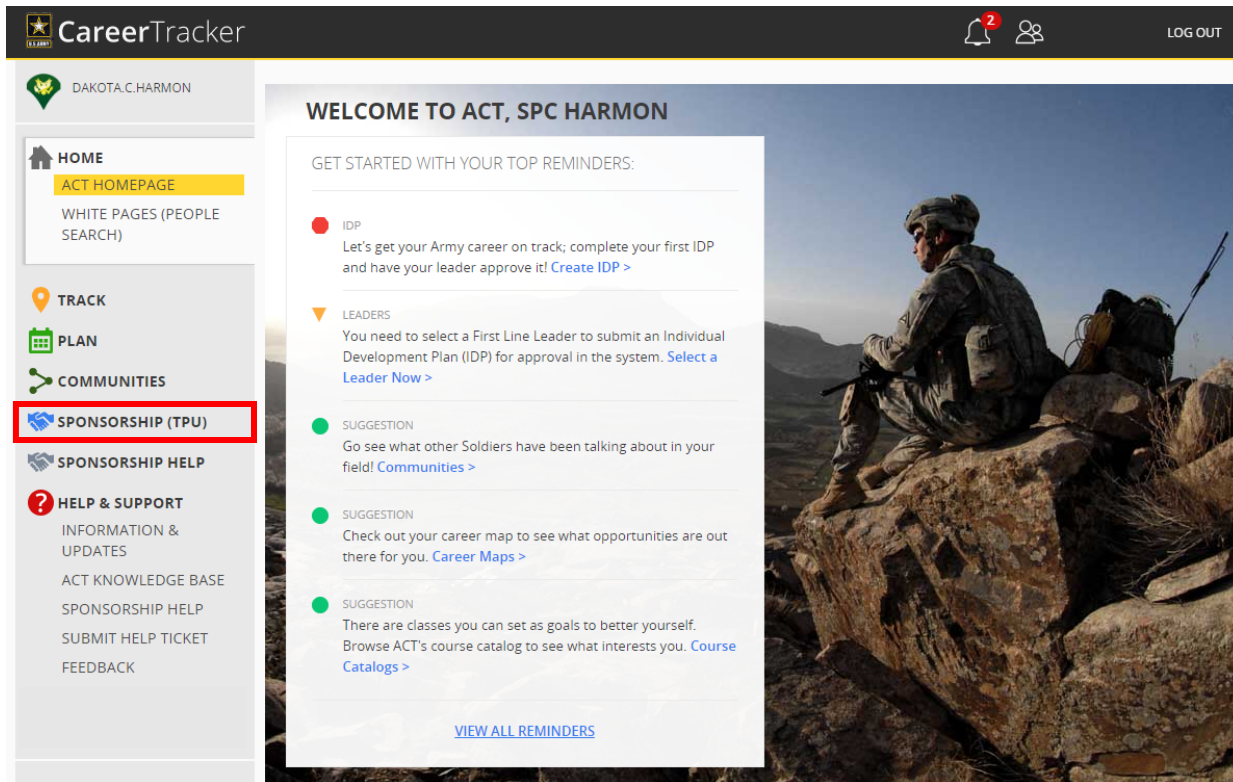 CareerTracker
2
LOG OUT
U.S. ARMY
DAKOTA.C.HARMON
HOME
ACT HOMEPAGE
WHITE PAGES (PEOPLE
SEARCH)
TRACK
PLAN
COMMUNITIES
SPONSORSHIP (TPU)
SPONSORSHIP HELP
?
HELP & SUPPORT
INFORMATION &
UPDATES
ACT KNOWLEDGE BASE
SPONSORSHIP HELP
SUBMIT HELP TICKET
FEEDBACK
WELCOME TO ACT, SPC HARMON
GET STARTED WITH YOUR TOP REMINDERS:
IDP
Let's get your Army career on track; complete your first IDP
and have your leader approve it! Create IDP >
LEADERS
You need to select a First Line Leader to submit an Individual
Development Plan (IDP) for approval in the system. Select a
Leader Now >
SUGGESTION
Go see what other Soldiers have been talking about in your
field! Communities >
SUGGESTION
Check out your career map to see what opportunities are out
there for you. Career Maps >
SUGGESTION
There are classes you can set as goals to better yourself.
Browse ACT's course catalog to see what interests you. Course
Catalogs >
VIEW ALL REMINDERS